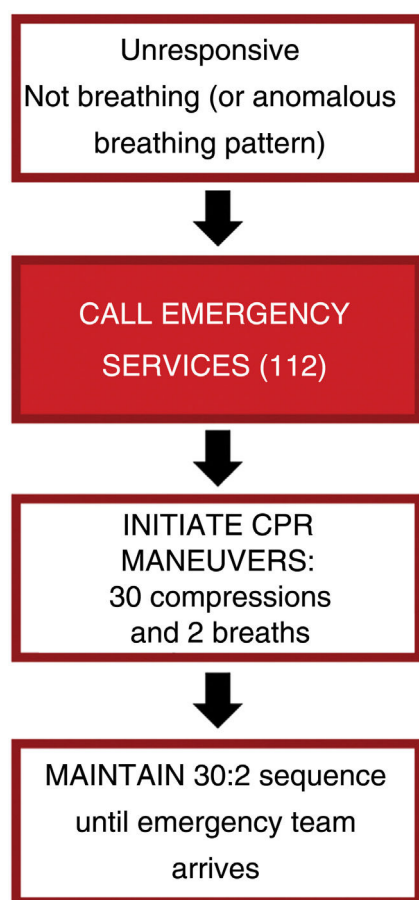 Unresponsive
Not breathing (or anomalous
breathing pattern)
CALL EMERGENCY
SERVICES (112)
INITIATE CPR
MANEUVERS:
30 compressions
and 2 breaths
MAINTAIN 30:2 sequence
until emergency team
arrives